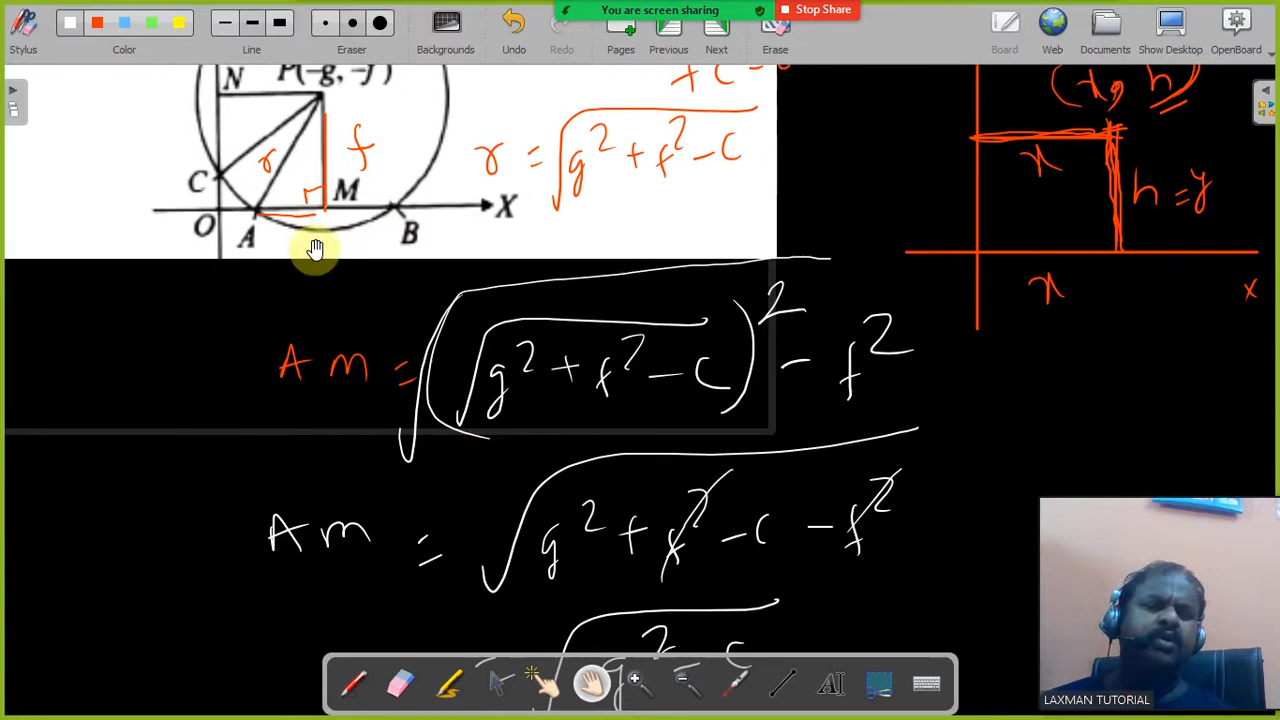 You are screen sharing
Stop Share
Stylus
Color
Line
Eraser
Backgrounds
Undo
Redo
Pages
Previous
Next
Erase
Board
Web
Documents
Show Desktop
OpenBoard
N P(-g, -f)
+ c =
(x, h)
r f
r = √g² + f² - c
x
h = y
C
M
X
O
A B
x x
Am = √(√g² + f² - c)² - f²
Am = √g² + f² - c - f²
√g² - c
LAXMAN TUTORIAL